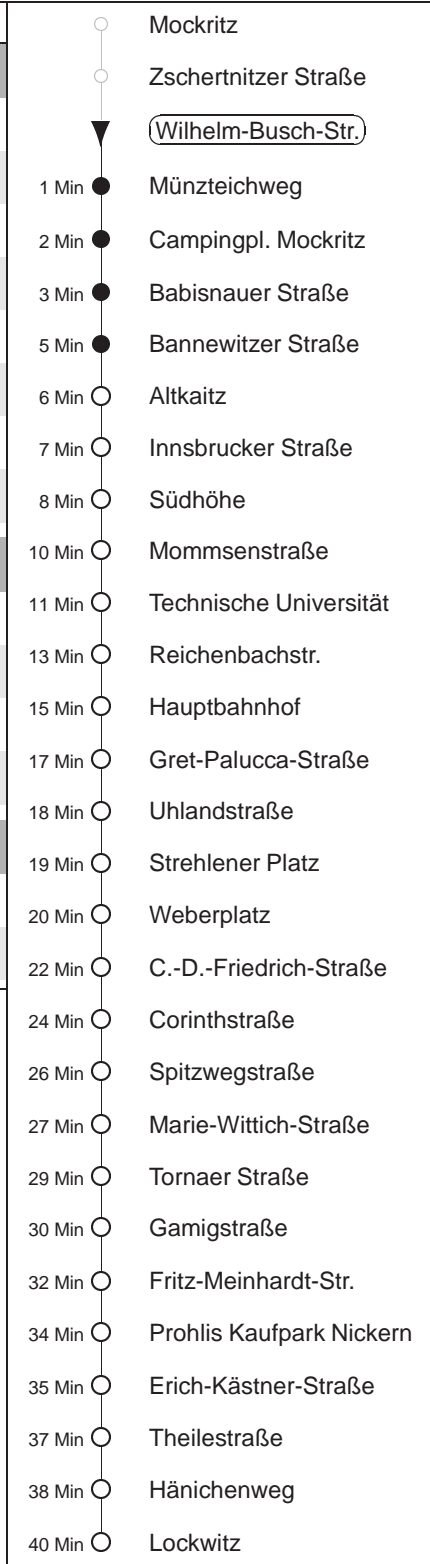 Mockritz
Zschertnitzer Straße
Wilhelm-Busch-Str.
1 Min Münzteichweg
2 Min Campingpl. Mockritz
3 Min Babisnauer Straße
5 Min Bannewitzer Straße
6 Min Altkaitz
7 Min Innsbrucker Straße
8 Min Südhöhe
10 Min Mommsenstraße
11 Min Technische Universität
13 Min Reichenbachstr.
15 Min Hauptbahnhof
17 Min Gret-Palucca-Straße
18 Min Uhlandstraße
19 Min Strehlener Platz
20 Min Weberplatz
22 Min C.-D.-Friedrich-Straße
24 Min Corinthstraße
26 Min Spitzwegstraße
27 Min Marie-Wittich-Straße
29 Min Tornaer Straße
30 Min Gamigstraße
32 Min Fritz-Meinhardt-Str.
34 Min Prohlis Kaufpark Nickern
35 Min Erich-Kästner-Straße
37 Min Theilestraße
38 Min Hänichenweg
40 Min Lockwitz